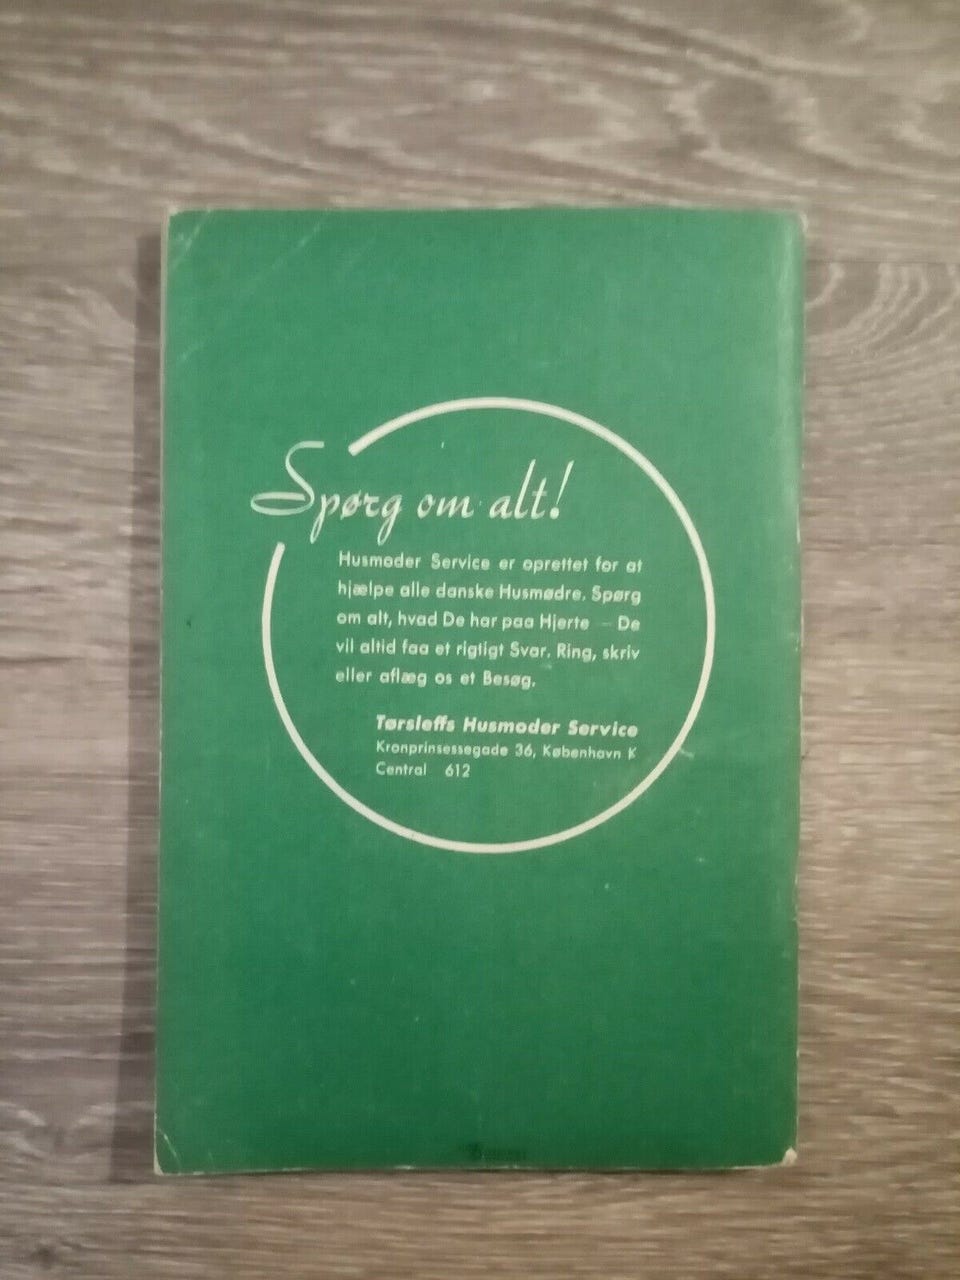 Spørg om alt!
Husmoder Service er oprettet for at
hjælpe alle danske Husmødre. Spørg
om alt, hvad De har paa Hjerte — De
vil altid faa et rigtigt Svar. Ring, skriv
eller aflæg os et Besøg.
Tørsleffs Husmoder Service
Kronprinsessegade 36, København K
Central 612